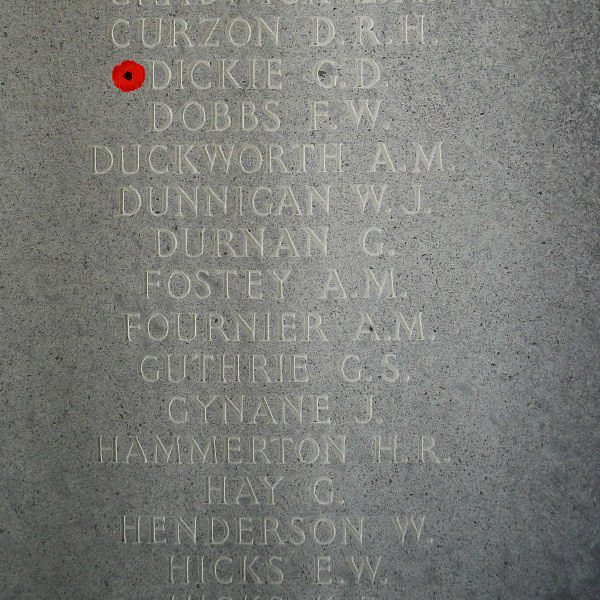 CURZON D.R.H.
DICKIE G.D.
DOBBS F.W.
DUCKWORTH A.M.
DUNNIGAN W.J.
DURNAN G.
FOSTEY A.M.
FOURNIER A.M.
GUTHRIE G.S.
GYNANE J.
HAMMERTON H.R.
HAY G.
HENDERSON W.
HICKS E.W.